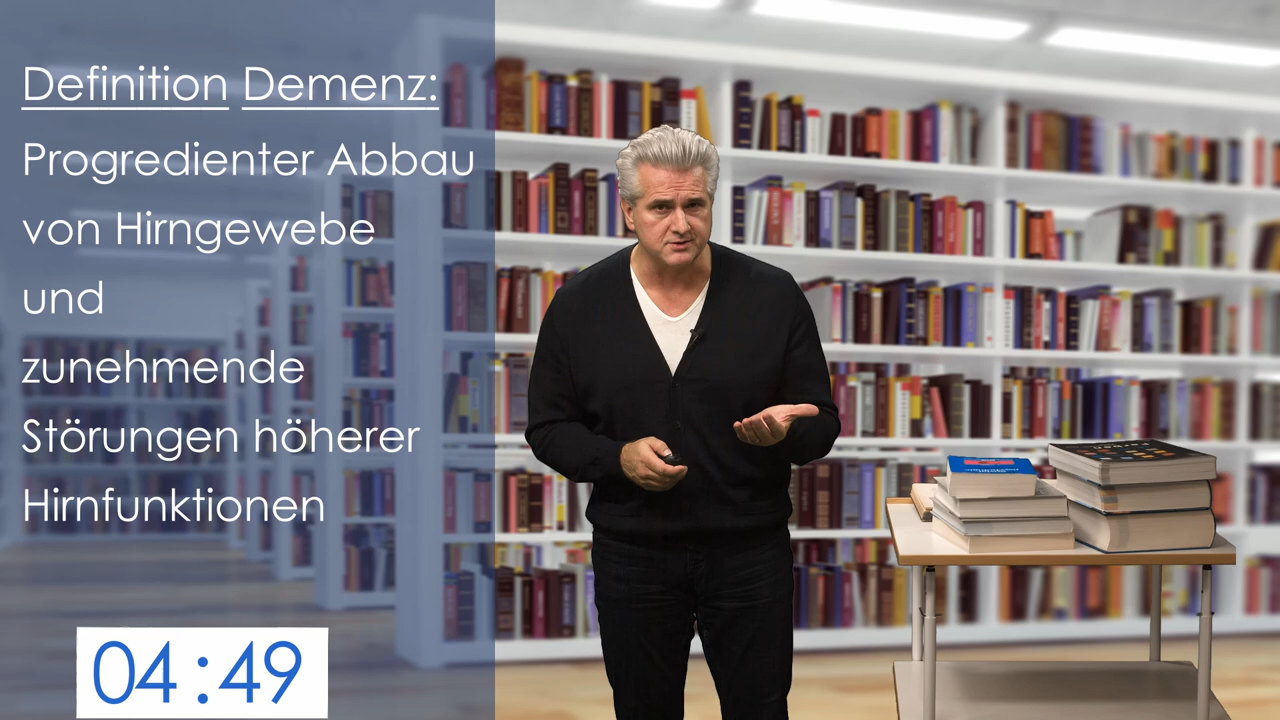 Definition Demenz:
Progredienter Abbau
von Hirngewebe
und
zunehmende
Störungen höherer
Hirnfunktionen
04:49